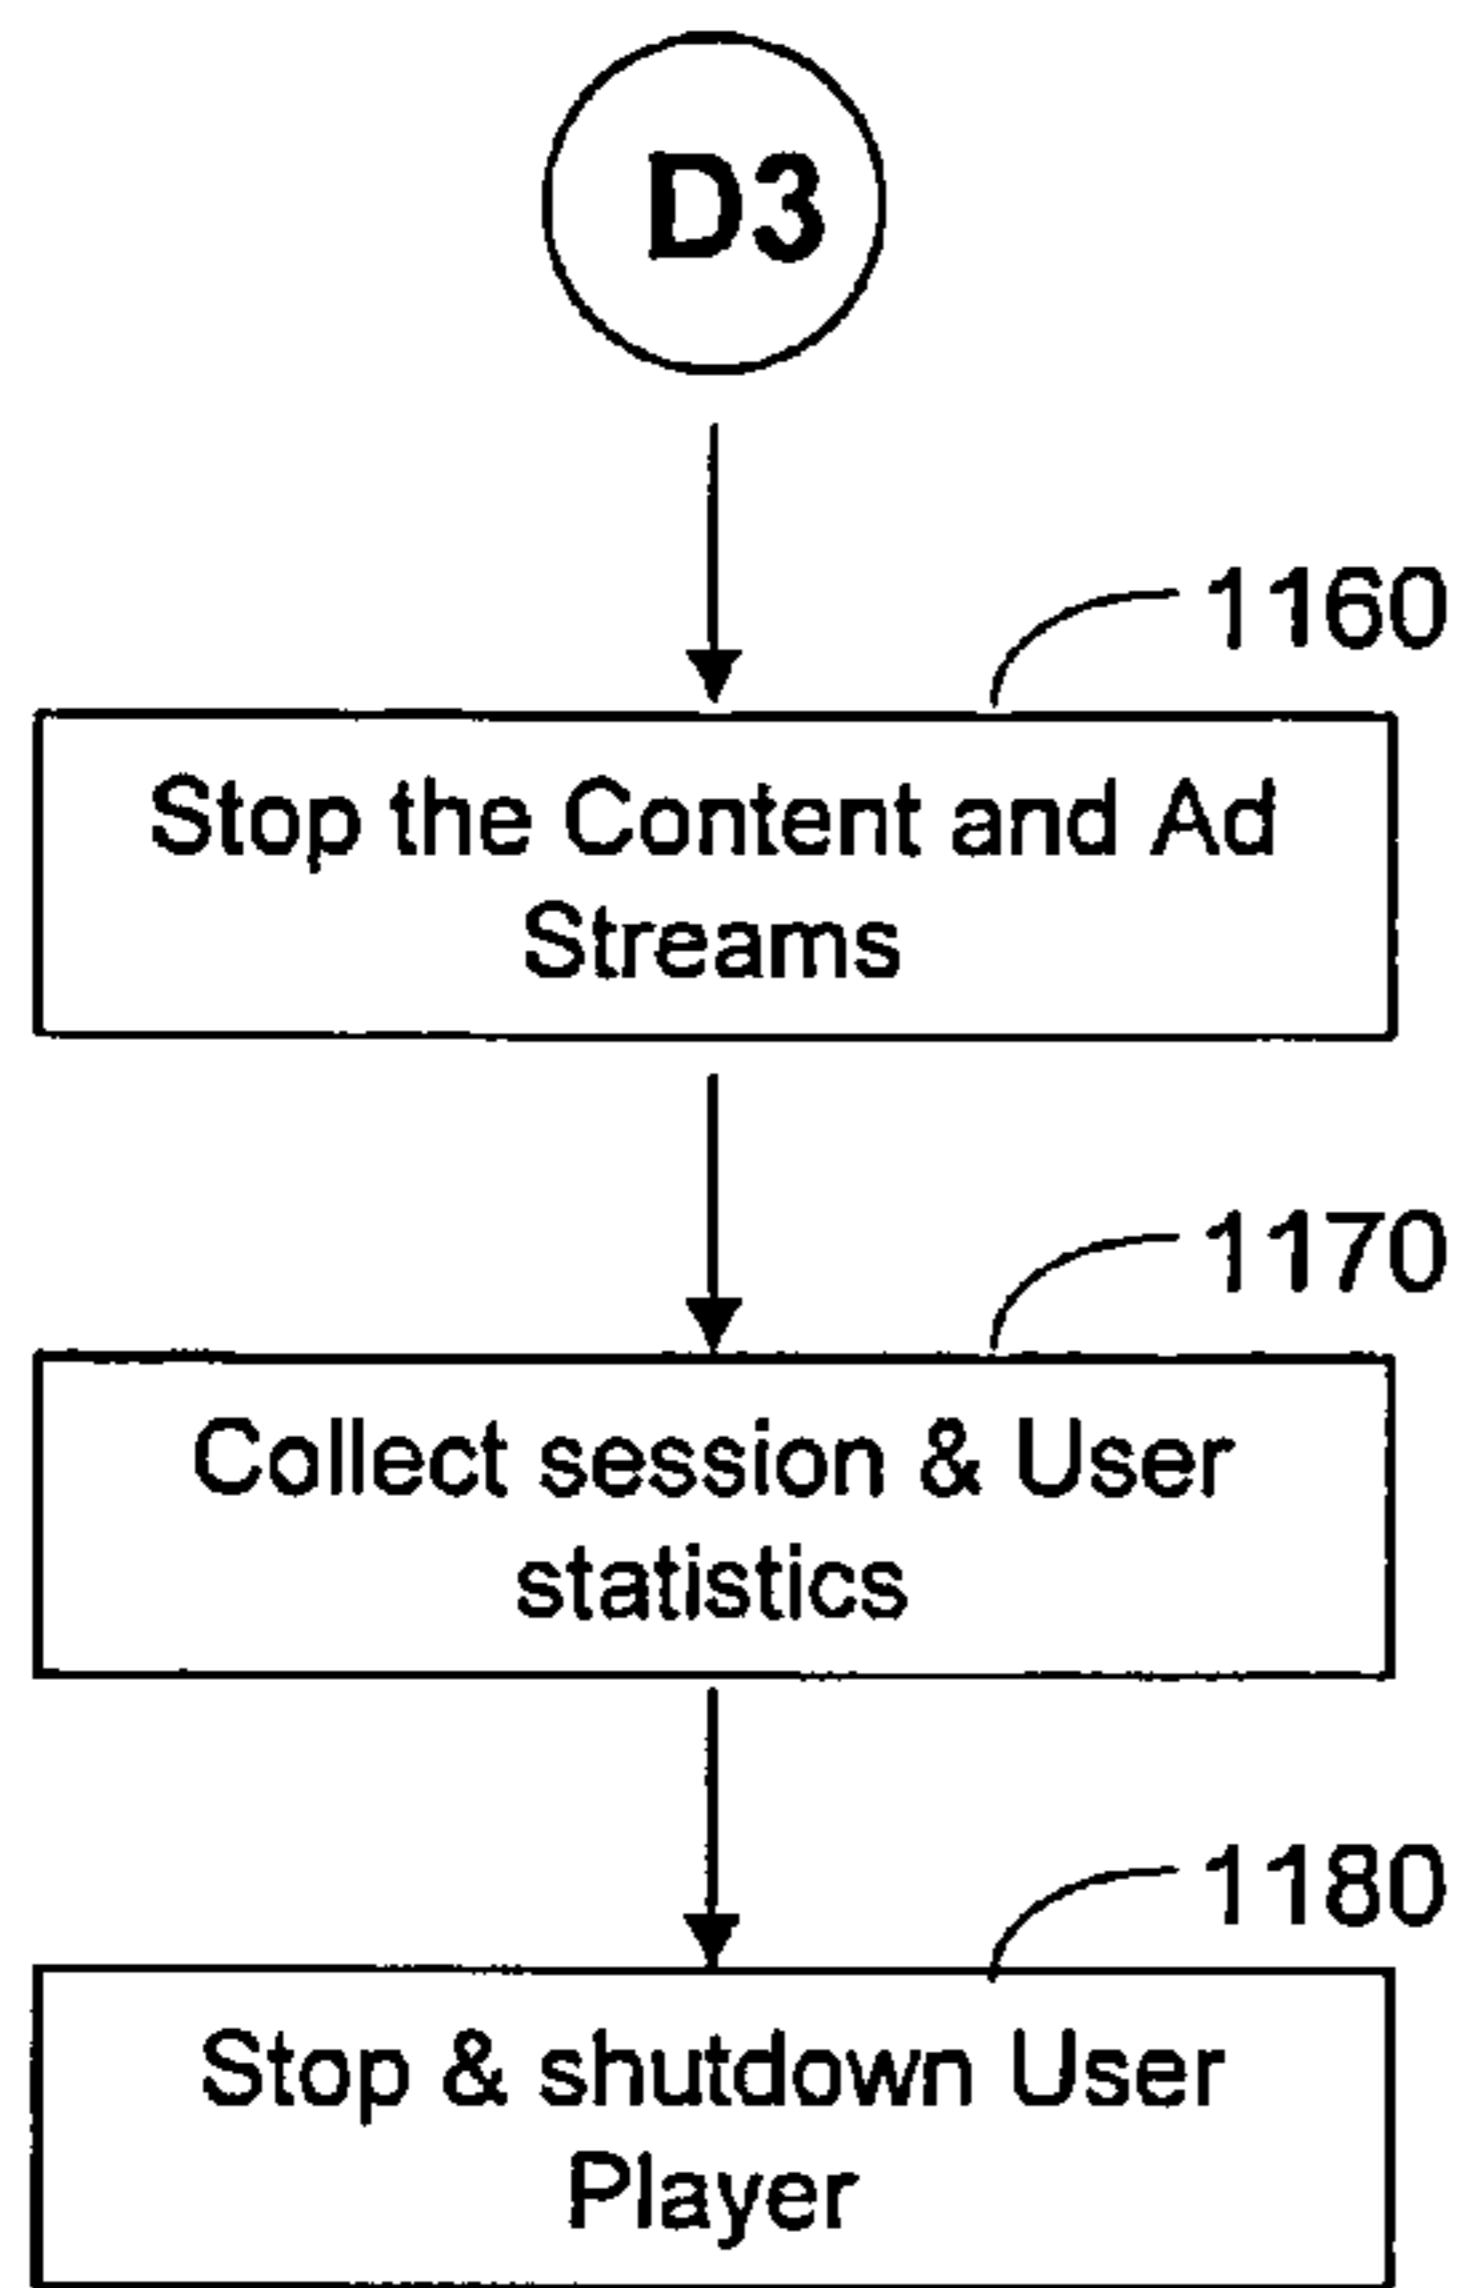 D3
1160
Stop the Content and Ad
Streams
1170
Collect session & User
statistics
1180
Stop & shutdown User
Player